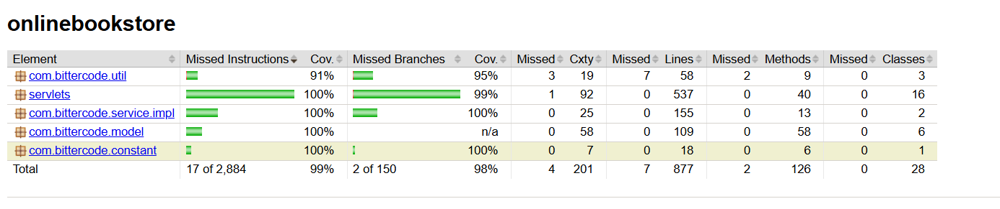 onlinebookstore
Element Missed Instructions Cov. Missed Branches Cov. Missed Cxty Missed Lines Missed Methods Missed Classes
com.bittercode.util 91% 95% 3 19 7 58 2 9 0 3
servlets 100% 99% 1 92 0 537 0 40 0 16
com.bittercode.service.impl 100% 100% 0 25 0 155 0 13 0 2
com.bittercode.model 100% n/a 0 58 0 109 0 58 0 6
com.bittercode.constant 100% 100% 0 7 0 18 0 6 0 1
Total 17 of 2,884 99% 2 of 150 98% 4 201 7 877 2 126 0 28